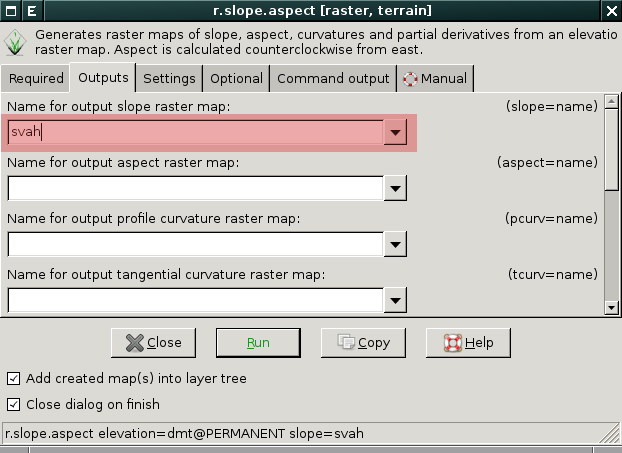 r.slope.aspect [raster, terrain]
Generates raster maps of slope, aspect, curvatures and partial derivatives from an elevatio
raster map. Aspect is calculated counterclockwise from east.
Required Outputs Settings Optional Command output Manual
Name for output slope raster map: (slope=name)
svah
Name for output aspect raster map: (aspect=name)
Name for output profile curvature raster map: (pcurv=name)
Name for output tangential curvature raster map: (tcurv=name)
Close Run Copy Help
Add created map(s) into layer tree
Close dialog on finish
r.slope.aspect elevation=dmt@PERMANENT slope=svah